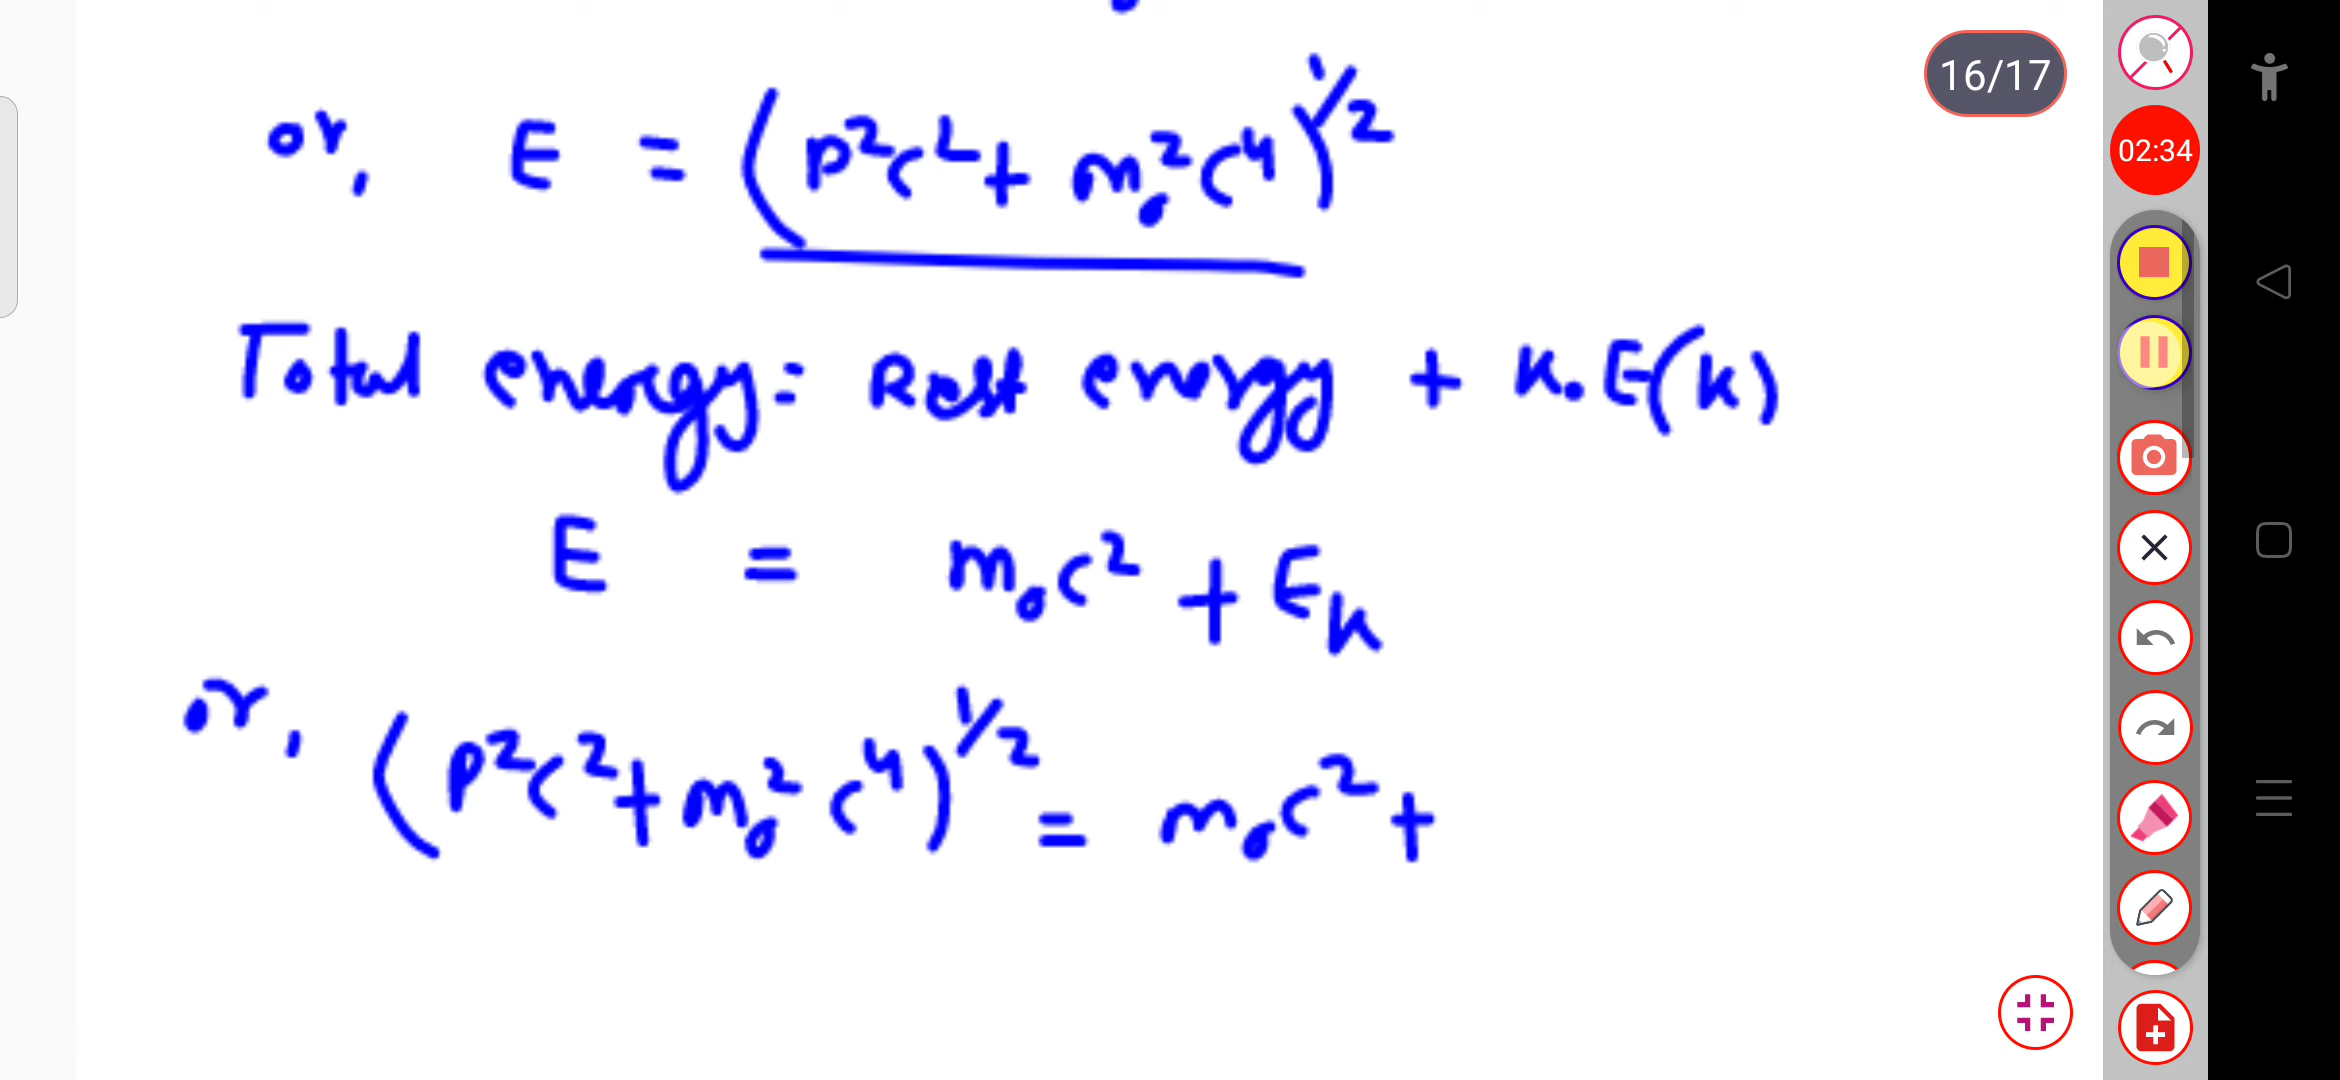 16/17
02:34
or, E = (p²c² + m₀²c⁴)^1/2
Total energy = Rest energy + K.E(K)
E = m₀c² + Eₖ
or, (p²c² + m₀²c⁴)^1/2 = m₀c² +